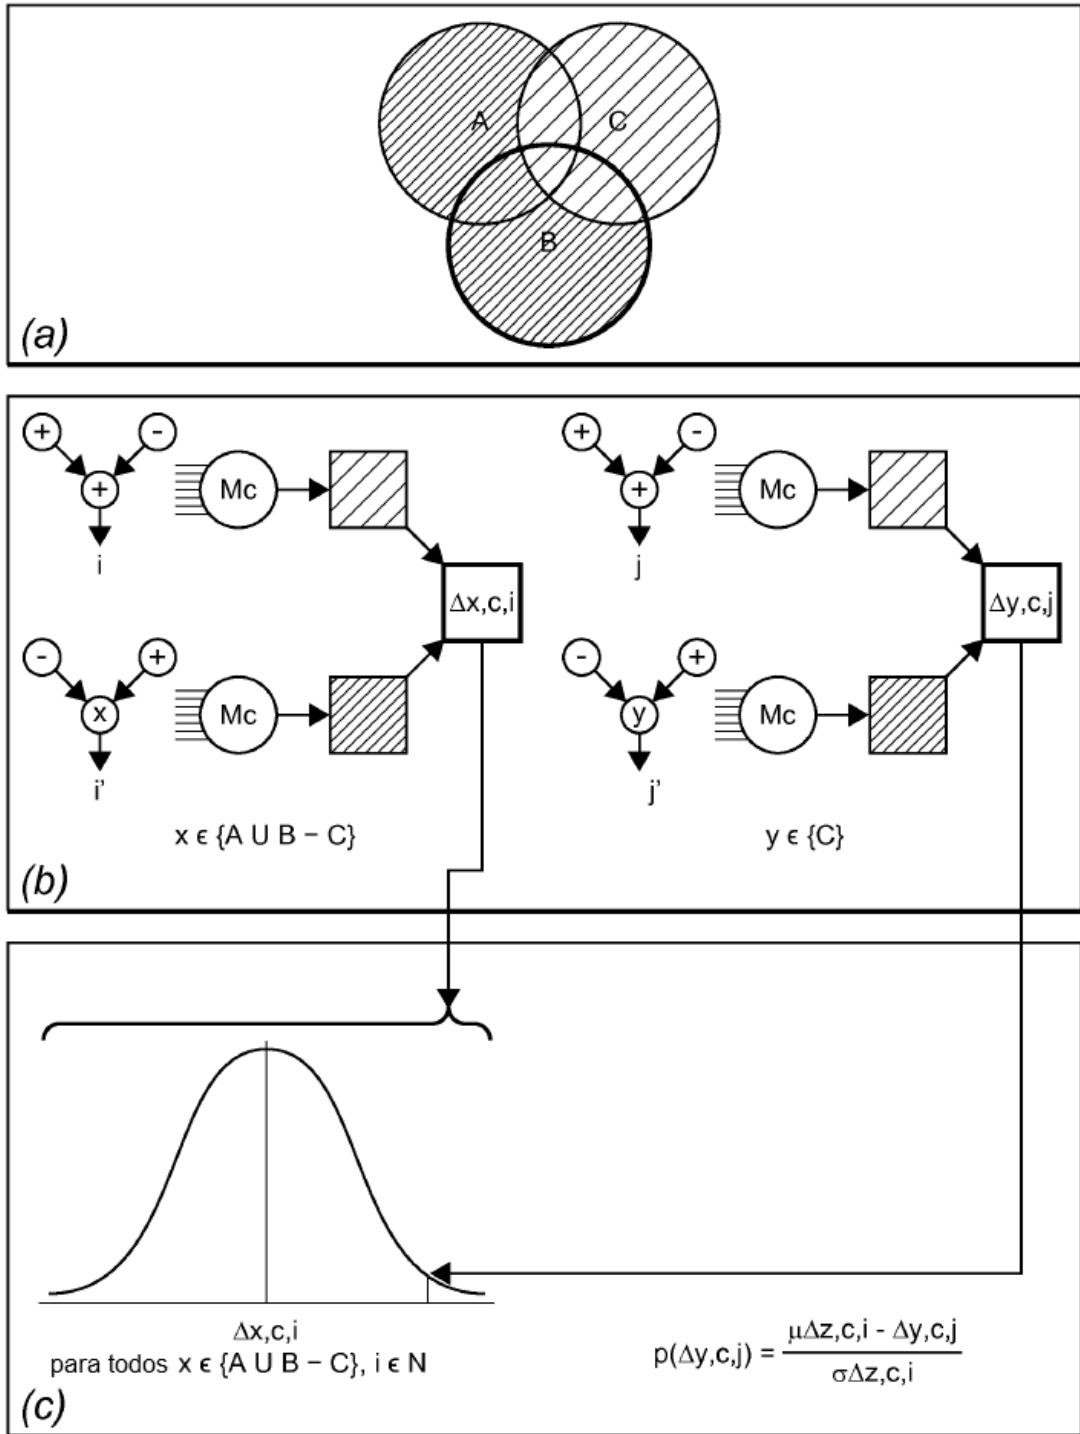 A
C
B
(a)
+ - + -
+ Mc + Mc
i j
Δx,c,i Δy,c,j
- + - +
x Mc y Mc
i’ j’
x ϵ {A U B − C} y ϵ {C}
(b)
Δx,c,i
para todos x ϵ {A U B − C}, i ϵ N
p(Δy,c,j) = μΔz,c,i - Δy,c,j
σΔz,c,i
(c)